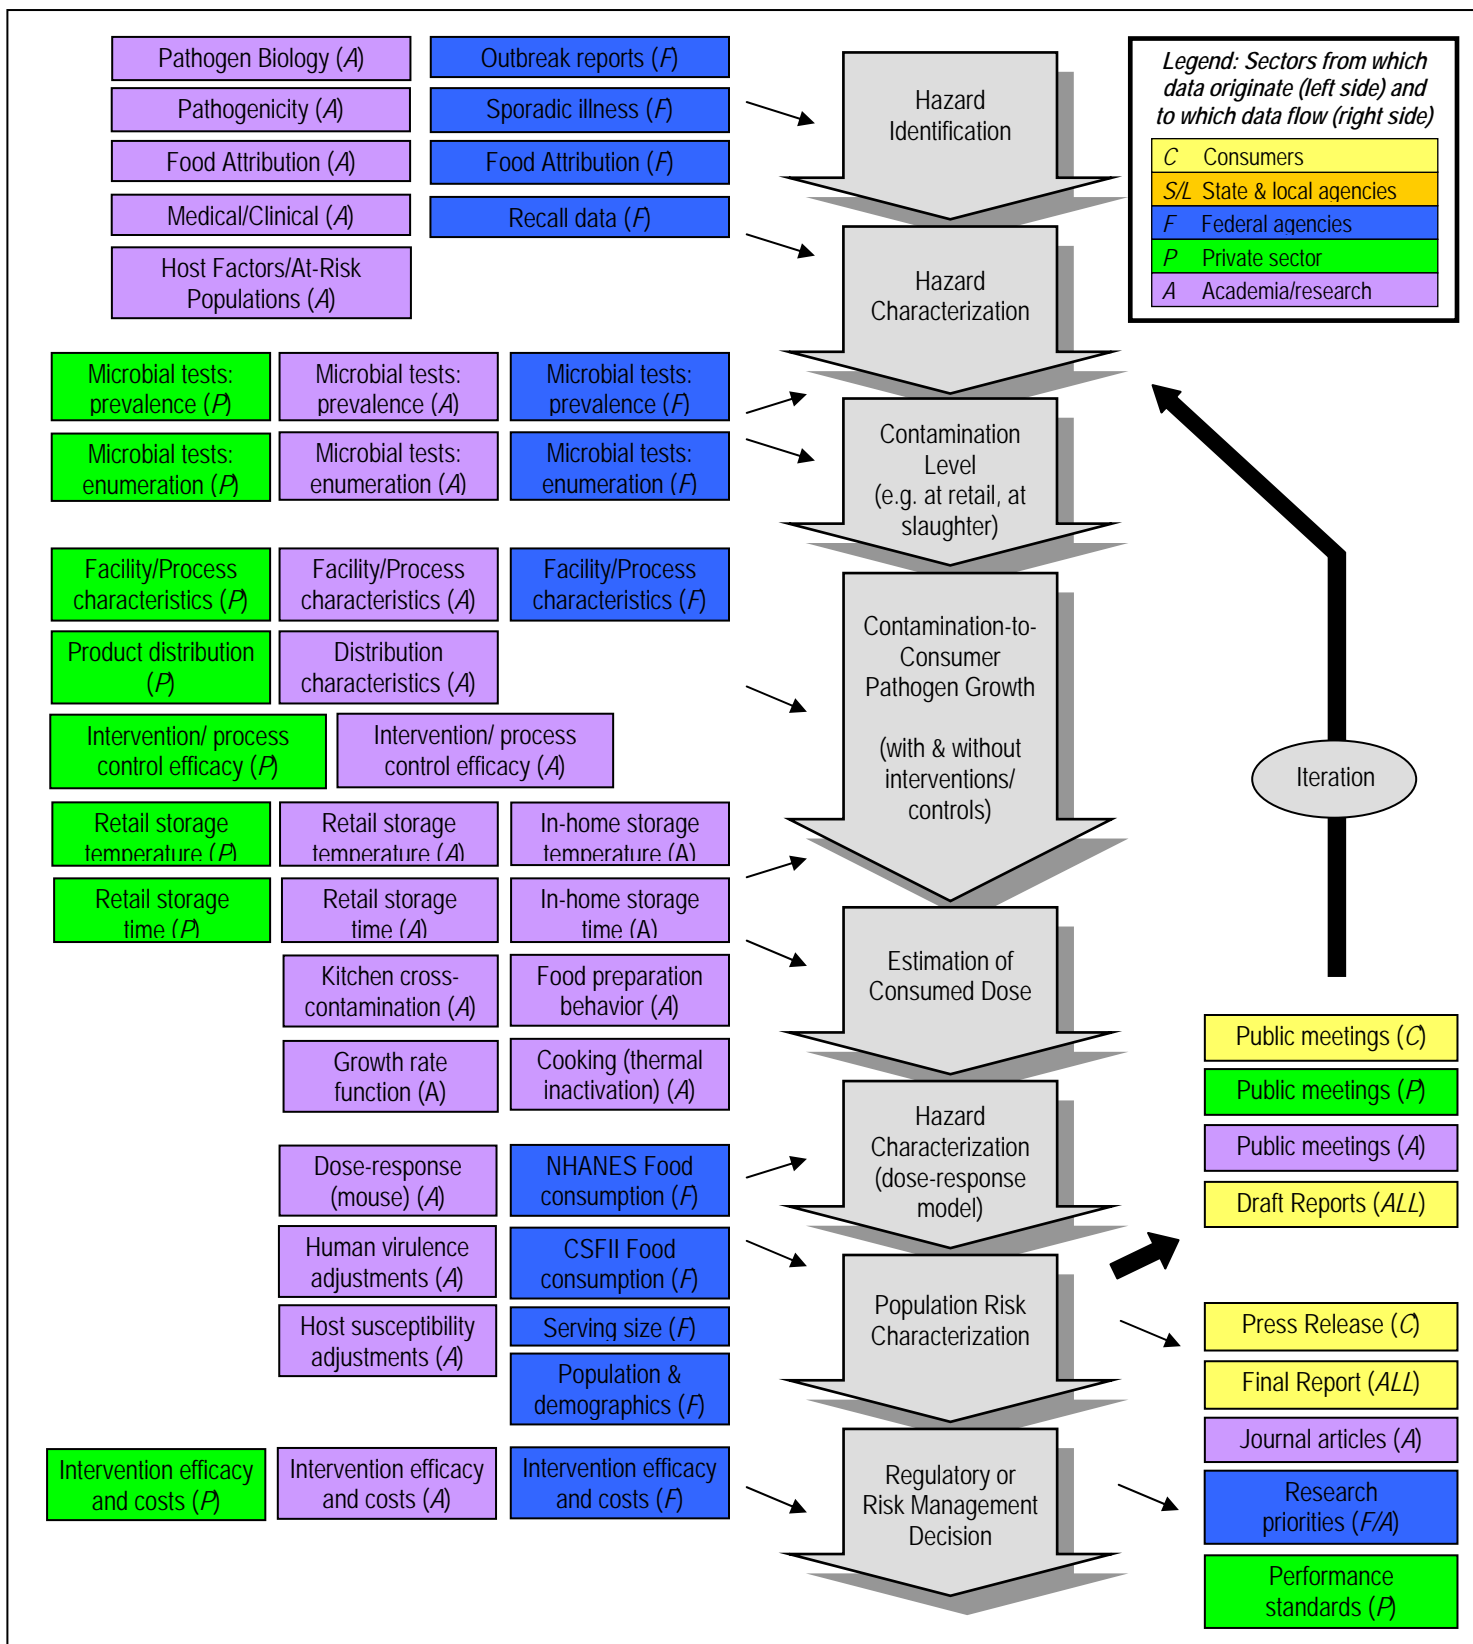 Pathogen Biology (A)
Outbreak reports (F)
Pathogenicity (A)
Sporadic illness (F)
Food Attribution (A)
Food Attribution (F)
Medical/Clinical (A)
Recall data (F)
Host Factors/At-Risk
Populations (A)
Hazard
Identification
Legend: Sectors from which
data originate (left side) and
to which data flow (right side)
C Consumers
S/L State & local agencies
F Federal agencies
P Private sector
A Academia/research
Hazard
Characterization
Microbial tests:
prevalence (P)
Microbial tests:
prevalence (A)
Microbial tests:
prevalence (F)
Microbial tests:
enumeration (P)
Microbial tests:
enumeration (A)
Microbial tests:
enumeration (F)
Contamination
Level
(e.g. at retail, at
slaughter)
Facility/Process
characteristics (P)
Facility/Process
characteristics (A)
Facility/Process
characteristics (F)
Product distribution
(P)
Distribution
characteristics (A)
Intervention/ process
control efficacy (P)
Intervention/ process
control efficacy (A)
Contamination-to-
Consumer
Pathogen Growth
(with & without
interventions/
controls)
Iteration
Retail storage
temperature (P)
Retail storage
temperature (A)
In-home storage
temperature (A)
Retail storage
time (P)
Retail storage
time (A)
In-home storage
time (A)
Kitchen cross-
contamination (A)
Food preparation
behavior (A)
Growth rate
function (A)
Cooking (thermal
inactivation) (A)
Estimation of
Consumed Dose
Public meetings (C)
Public meetings (P)
Public meetings (A)
Draft Reports (ALL)
Dose-response
(mouse) (A)
NHANES Food
consumption (F)
Human virulence
adjustments (A)
CSFII Food
consumption (F)
Host susceptibility
adjustments (A)
Serving size (F)
Population &
demographics (F)
Hazard
Characterization
(dose-response
model)
Population Risk
Characterization
Press Release (C)
Final Report (ALL)
Journal articles (A)
Research
priorities (F/A)
Performance
standards (P)
Intervention efficacy
and costs (P)
Intervention efficacy
and costs (A)
Intervention efficacy
and costs (F)
Regulatory or
Risk Management
Decision